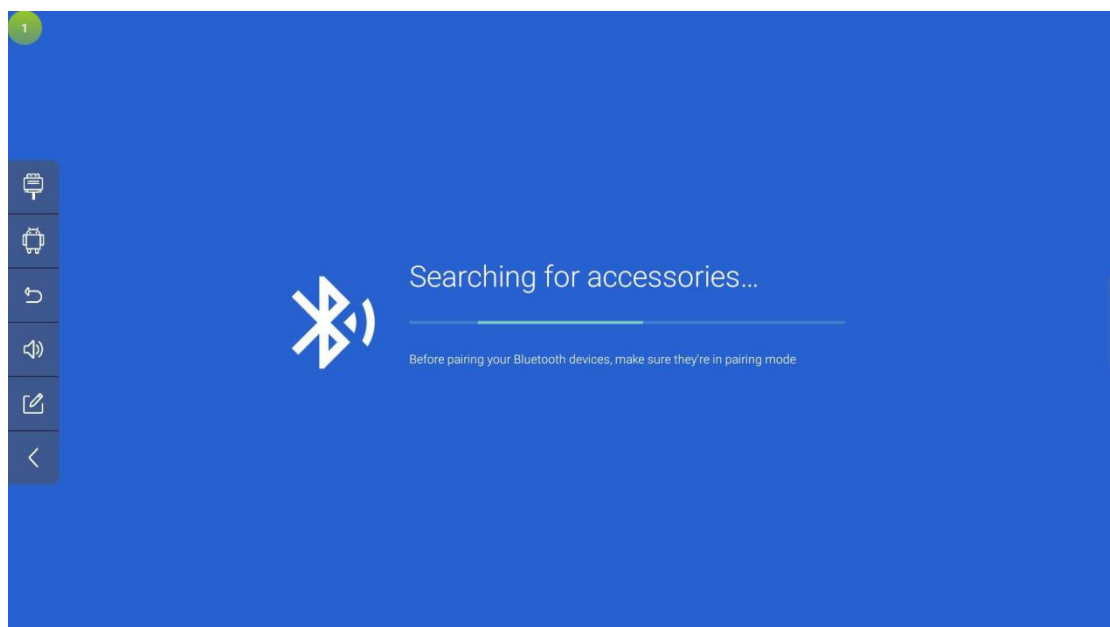 1
Searching for accessories...
Before pairing your Bluetooth devices, make sure they're in pairing mode